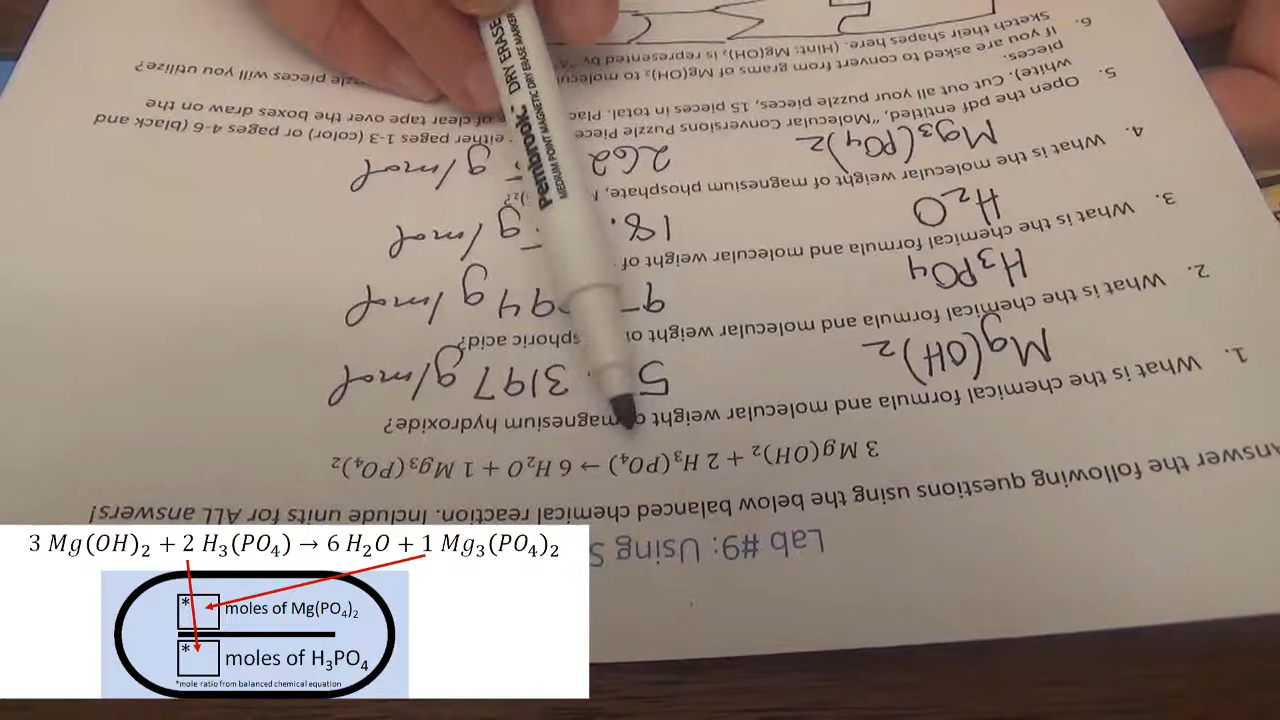 Lab #9: Using S
Answer the following questions using the below balanced chemical reaction. Include units for ALL answers!
3 Mg(OH)₂ + 2 H₃(PO₄) → 6 H₂O + 1 Mg₃(PO₄)₂
1. What is the chemical formula and molecular weight of magnesium hydroxide?
Mg(OH)₂ 5 .3197 g/mol
2. What is the chemical formula and molecular weight of phosphoric acid?
H₃PO₄ 9 94 g/mol
3. What is the chemical formula and molecular weight of
H₂O 18. g/mol
4. What is the molecular weight of magnesium phosphate, )₂?
Mg₃(PO₄)₂ 262 g/mol
5. Open the pdf entitled, "Molecular Conversions Puzzle Piece either pages 1-3 (color) or pages 4-6 (black and
white). Cut out all your puzzle pieces, 15 pieces in total. Plac of clear tape over the boxes draw on the
pieces.
6. If you are asked to convert from grams of Mg(OH)₂ to molecul pieces will you utilize?
Sketch their shapes here. (Hint: Mg(OH)₂ is represented by "A"
3 Mg(OH)₂ + 2 H₃(PO₄) → 6 H₂O + 1 Mg₃(PO₄)₂
* moles of Mg(PO₄)₂
* moles of H₃PO₄
*mole ratio from balanced chemical equation
Pembrook DRY ERASE
MEDIUM POINT MAGNETIC DRY ERASE MARKER